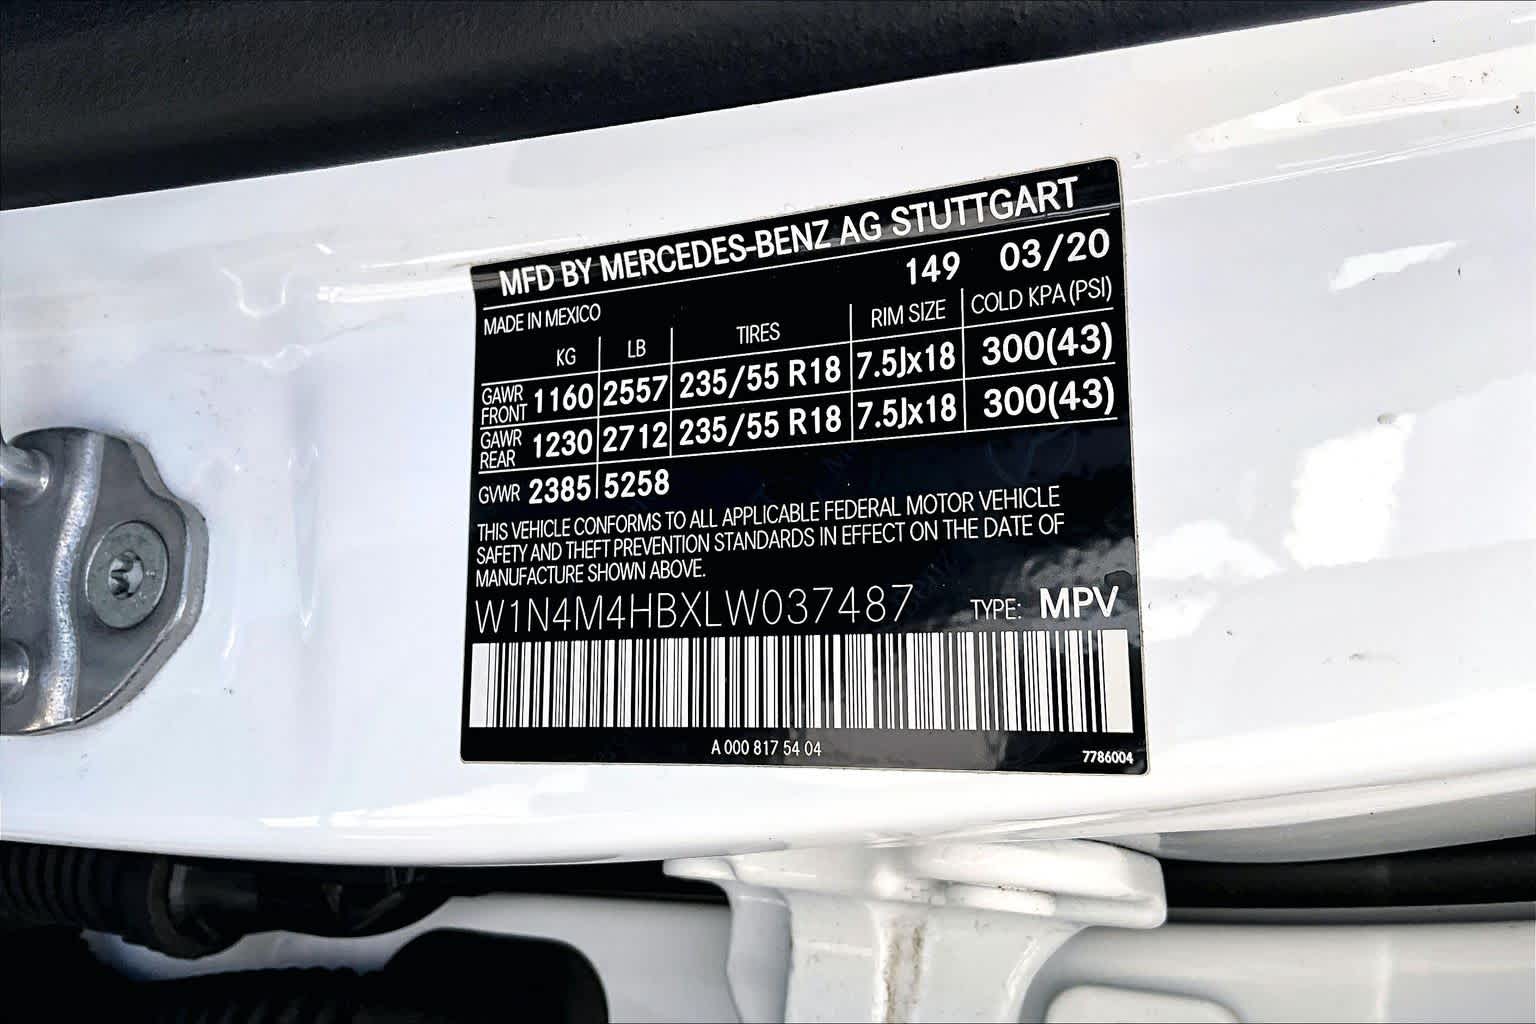 MFD BY MERCEDES-BENZ AG STUTTGART
MADE IN MEXICO 149 03/20
KG LB TIRES RIM SIZE COLD KPA (PSI)
GAWR FRONT 1160 2557 235/55 R18 7.5Jx18 300(43)
GAWR REAR 1230 2712 235/55 R18 7.5Jx18 300(43)
GVWR 2385 5258
THIS VEHICLE CONFORMS TO ALL APPLICABLE FEDERAL MOTOR VEHICLE
SAFETY AND THEFT PREVENTION STANDARDS IN EFFECT ON THE DATE OF
MANUFACTURE SHOWN ABOVE.
W1N4M4HBXLW037487 TYPE: MPV
A 000 817 54 04 7786004